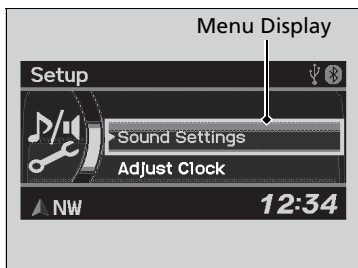 Menu Display
Setup
Sound Settings
Adjust Clock
NW
12:34